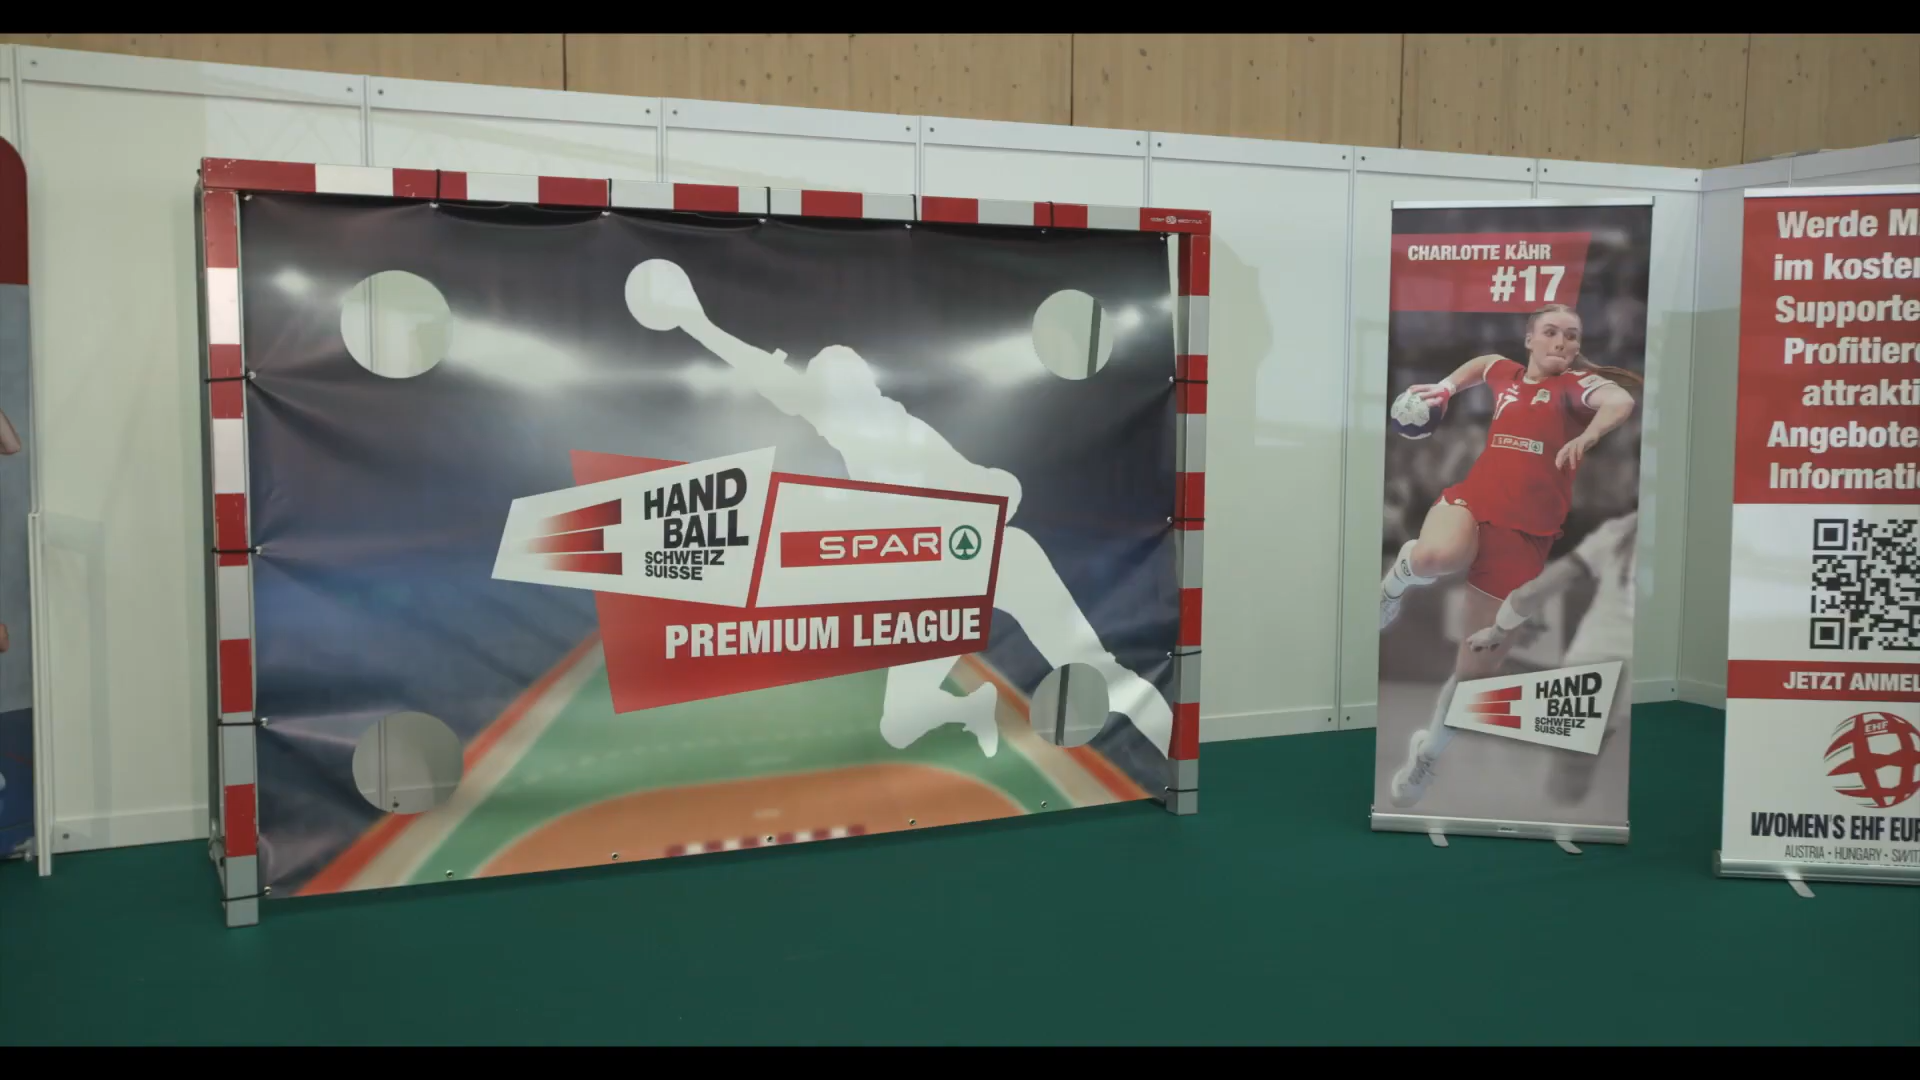 HAND
BALL
SCHWEIZ
SUISSE
SPAR
PREMIUM LEAGUE
CHARLOTTE KÄHR
#17
17
SPAR
HAND
BALL
SCHWEIZ
SUISSE
Werde M
im koste
Supporte
Profitiere
attrakti
Angebote
Informati
JETZT ANMEL
EHF
WOMEN'S EHF EUR
AUSTRIA • HUNGARY • SWIT